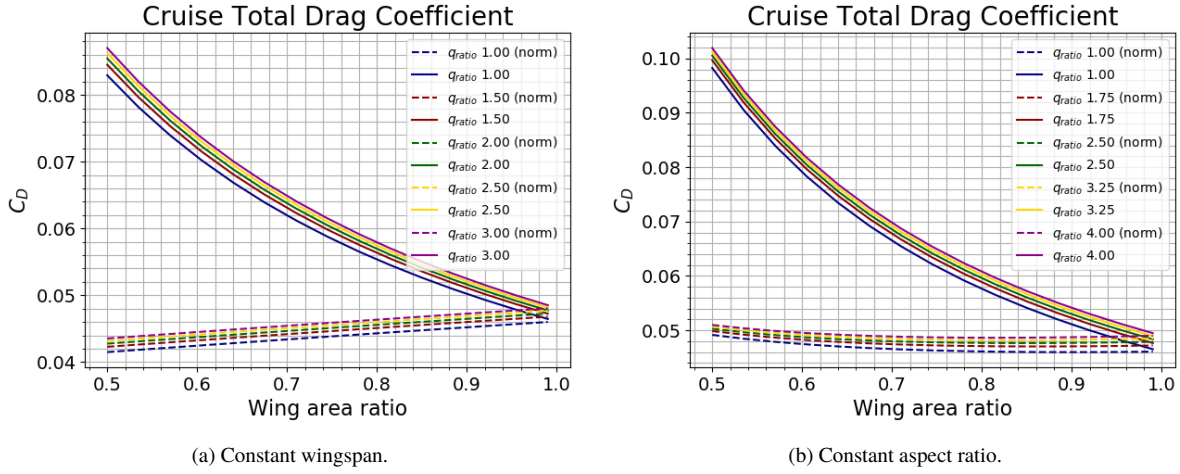 Cruise Total Drag Coefficient
C_D
0.08
0.07
0.06
0.05
0.04
q_ratio 1.00 (norm)
q_ratio 1.00
q_ratio 1.50 (norm)
q_ratio 1.50
q_ratio 2.00 (norm)
q_ratio 2.00
q_ratio 2.50 (norm)
q_ratio 2.50
q_ratio 3.00 (norm)
q_ratio 3.00
0.5 0.6 0.7 0.8 0.9 1.0
Wing area ratio
(a) Constant wingspan.
Cruise Total Drag Coefficient
C_D
0.10
0.09
0.08
0.07
0.06
0.05
q_ratio 1.00 (norm)
q_ratio 1.00
q_ratio 1.75 (norm)
q_ratio 1.75
q_ratio 2.50 (norm)
q_ratio 2.50
q_ratio 3.25 (norm)
q_ratio 3.25
q_ratio 4.00 (norm)
q_ratio 4.00
0.5 0.6 0.7 0.8 0.9 1.0
Wing area ratio
(b) Constant aspect ratio.